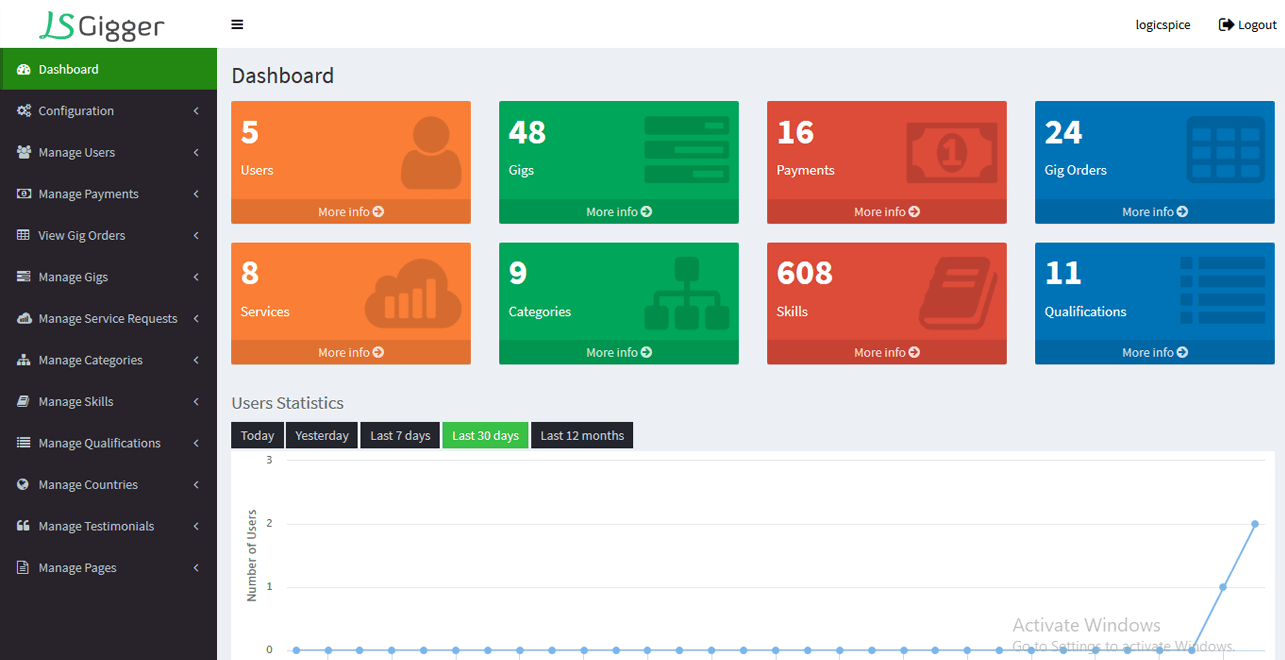 LSGigger
logicspice
Logout
Dashboard
Configuration
Manage Users
Manage Payments
View Gig Orders
Manage Gigs
Manage Service Requests
Manage Categories
Manage Skills
Manage Qualifications
Manage Countries
Manage Testimonials
Manage Pages
Dashboard
5
Users
More info
48
Gigs
More info
16
Payments
More info
24
Gig Orders
More info
8
Services
More info
9
Categories
More info
608
Skills
More info
11
Qualifications
More info
Users Statistics
Today Yesterday Last 7 days Last 30 days Last 12 months
Number of Users
3
2
1
0
Activate Windows
Go to Settings to activate Windows.